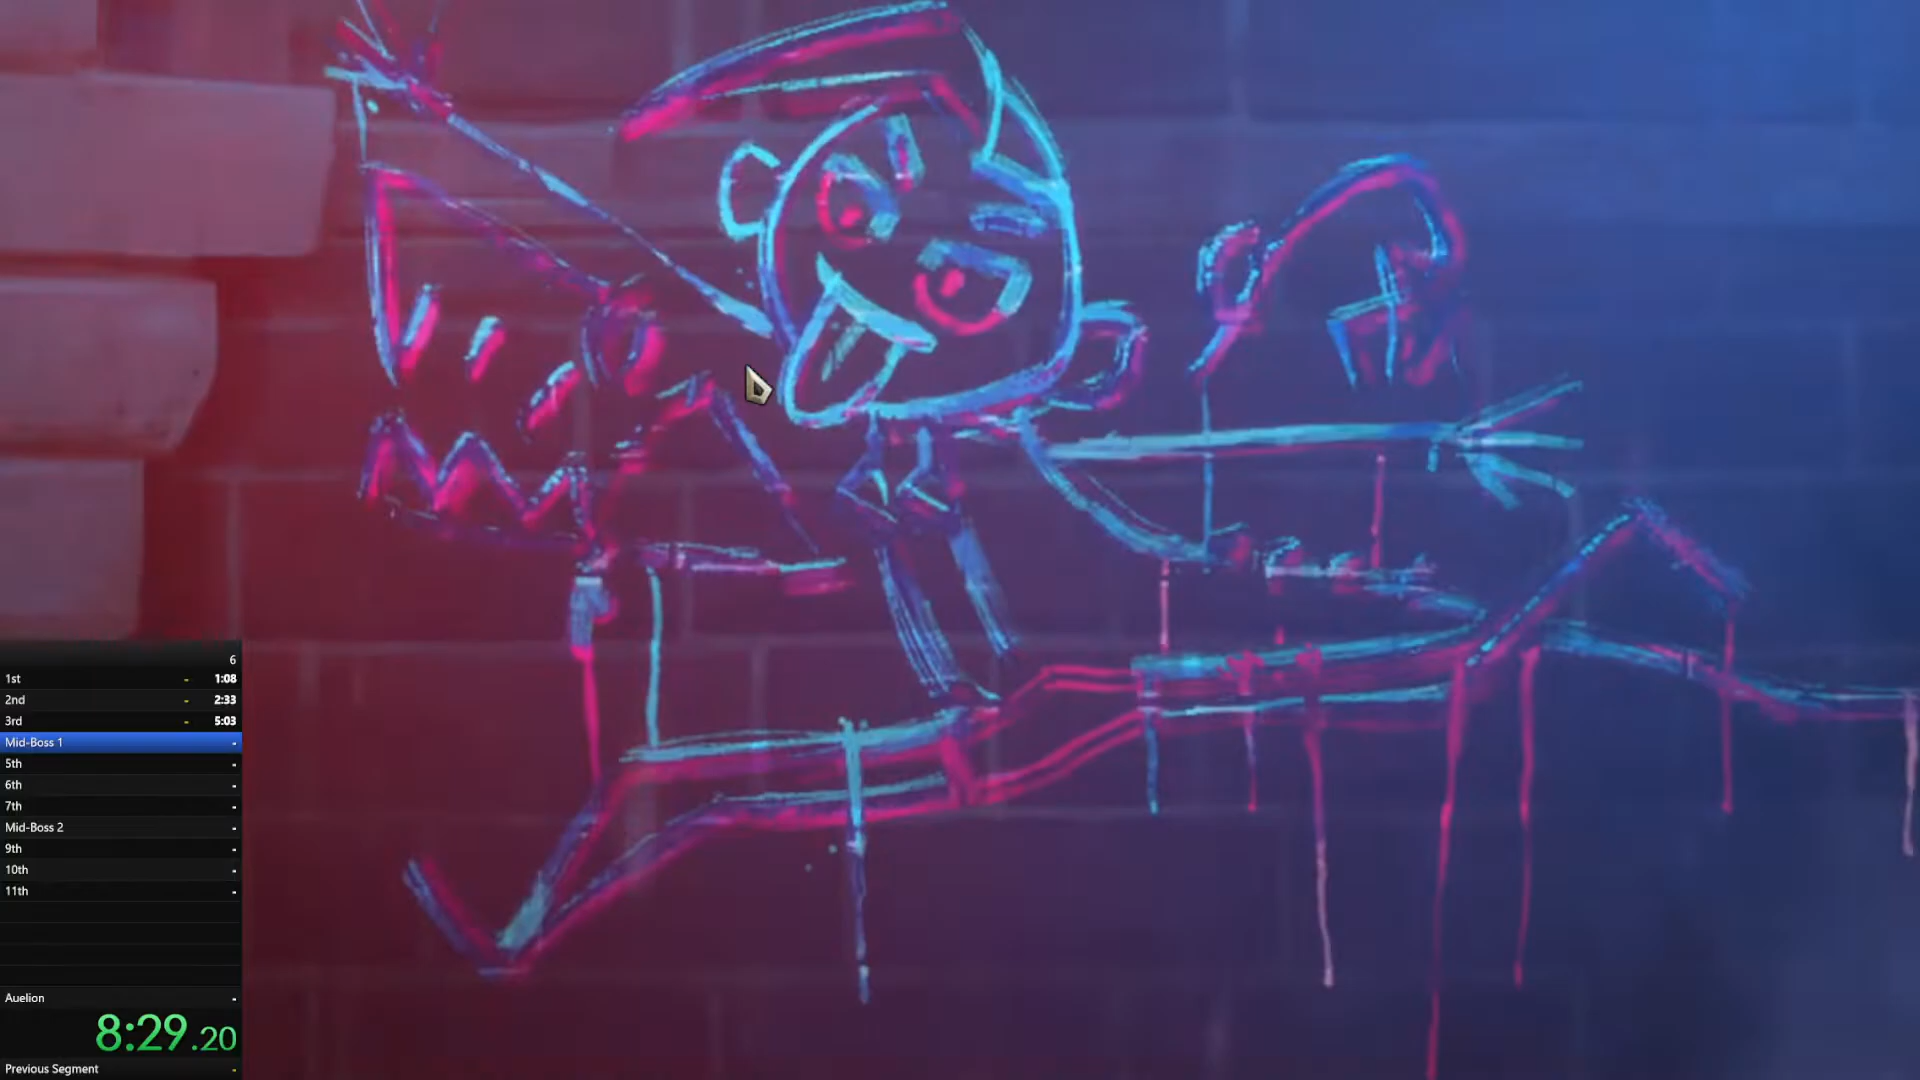 6
1st - 1:08
2nd - 2:33
3rd - 5:03
Mid-Boss 1 -
5th -
6th -
7th -
Mid-Boss 2 -
9th -
10th -
11th -
Auelion -
8:29.20
Previous Segment -